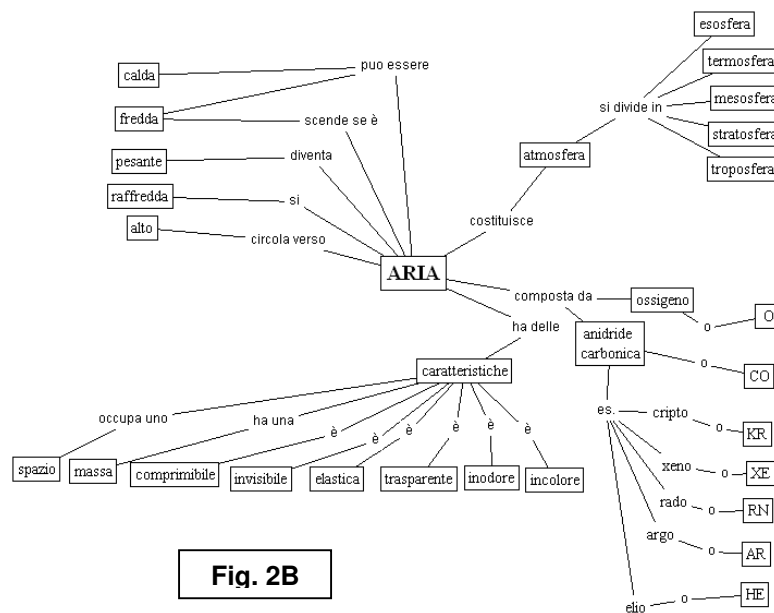 esosfera
termosfera
mesosfera
stratosfera
troposfera
si divide in
atmosfera
costituisce
puo essere
calda
fredda
scende se è
pesante
diventa
raffredda
si
alto
circola verso
ARIA
composta da
ossigeno
o
O
ha delle
anidride
carbonica
o
CO
caratteristiche
occupa uno
ha una
è
è
è
è
è
è
spazio
massa
comprimibile
invisibile
elastica
trasparente
inodore
incolore
es.
cripto
o
KR
xeno
o
XE
rado
o
RN
argo
o
AR
elio
o
HE
Fig. 2B